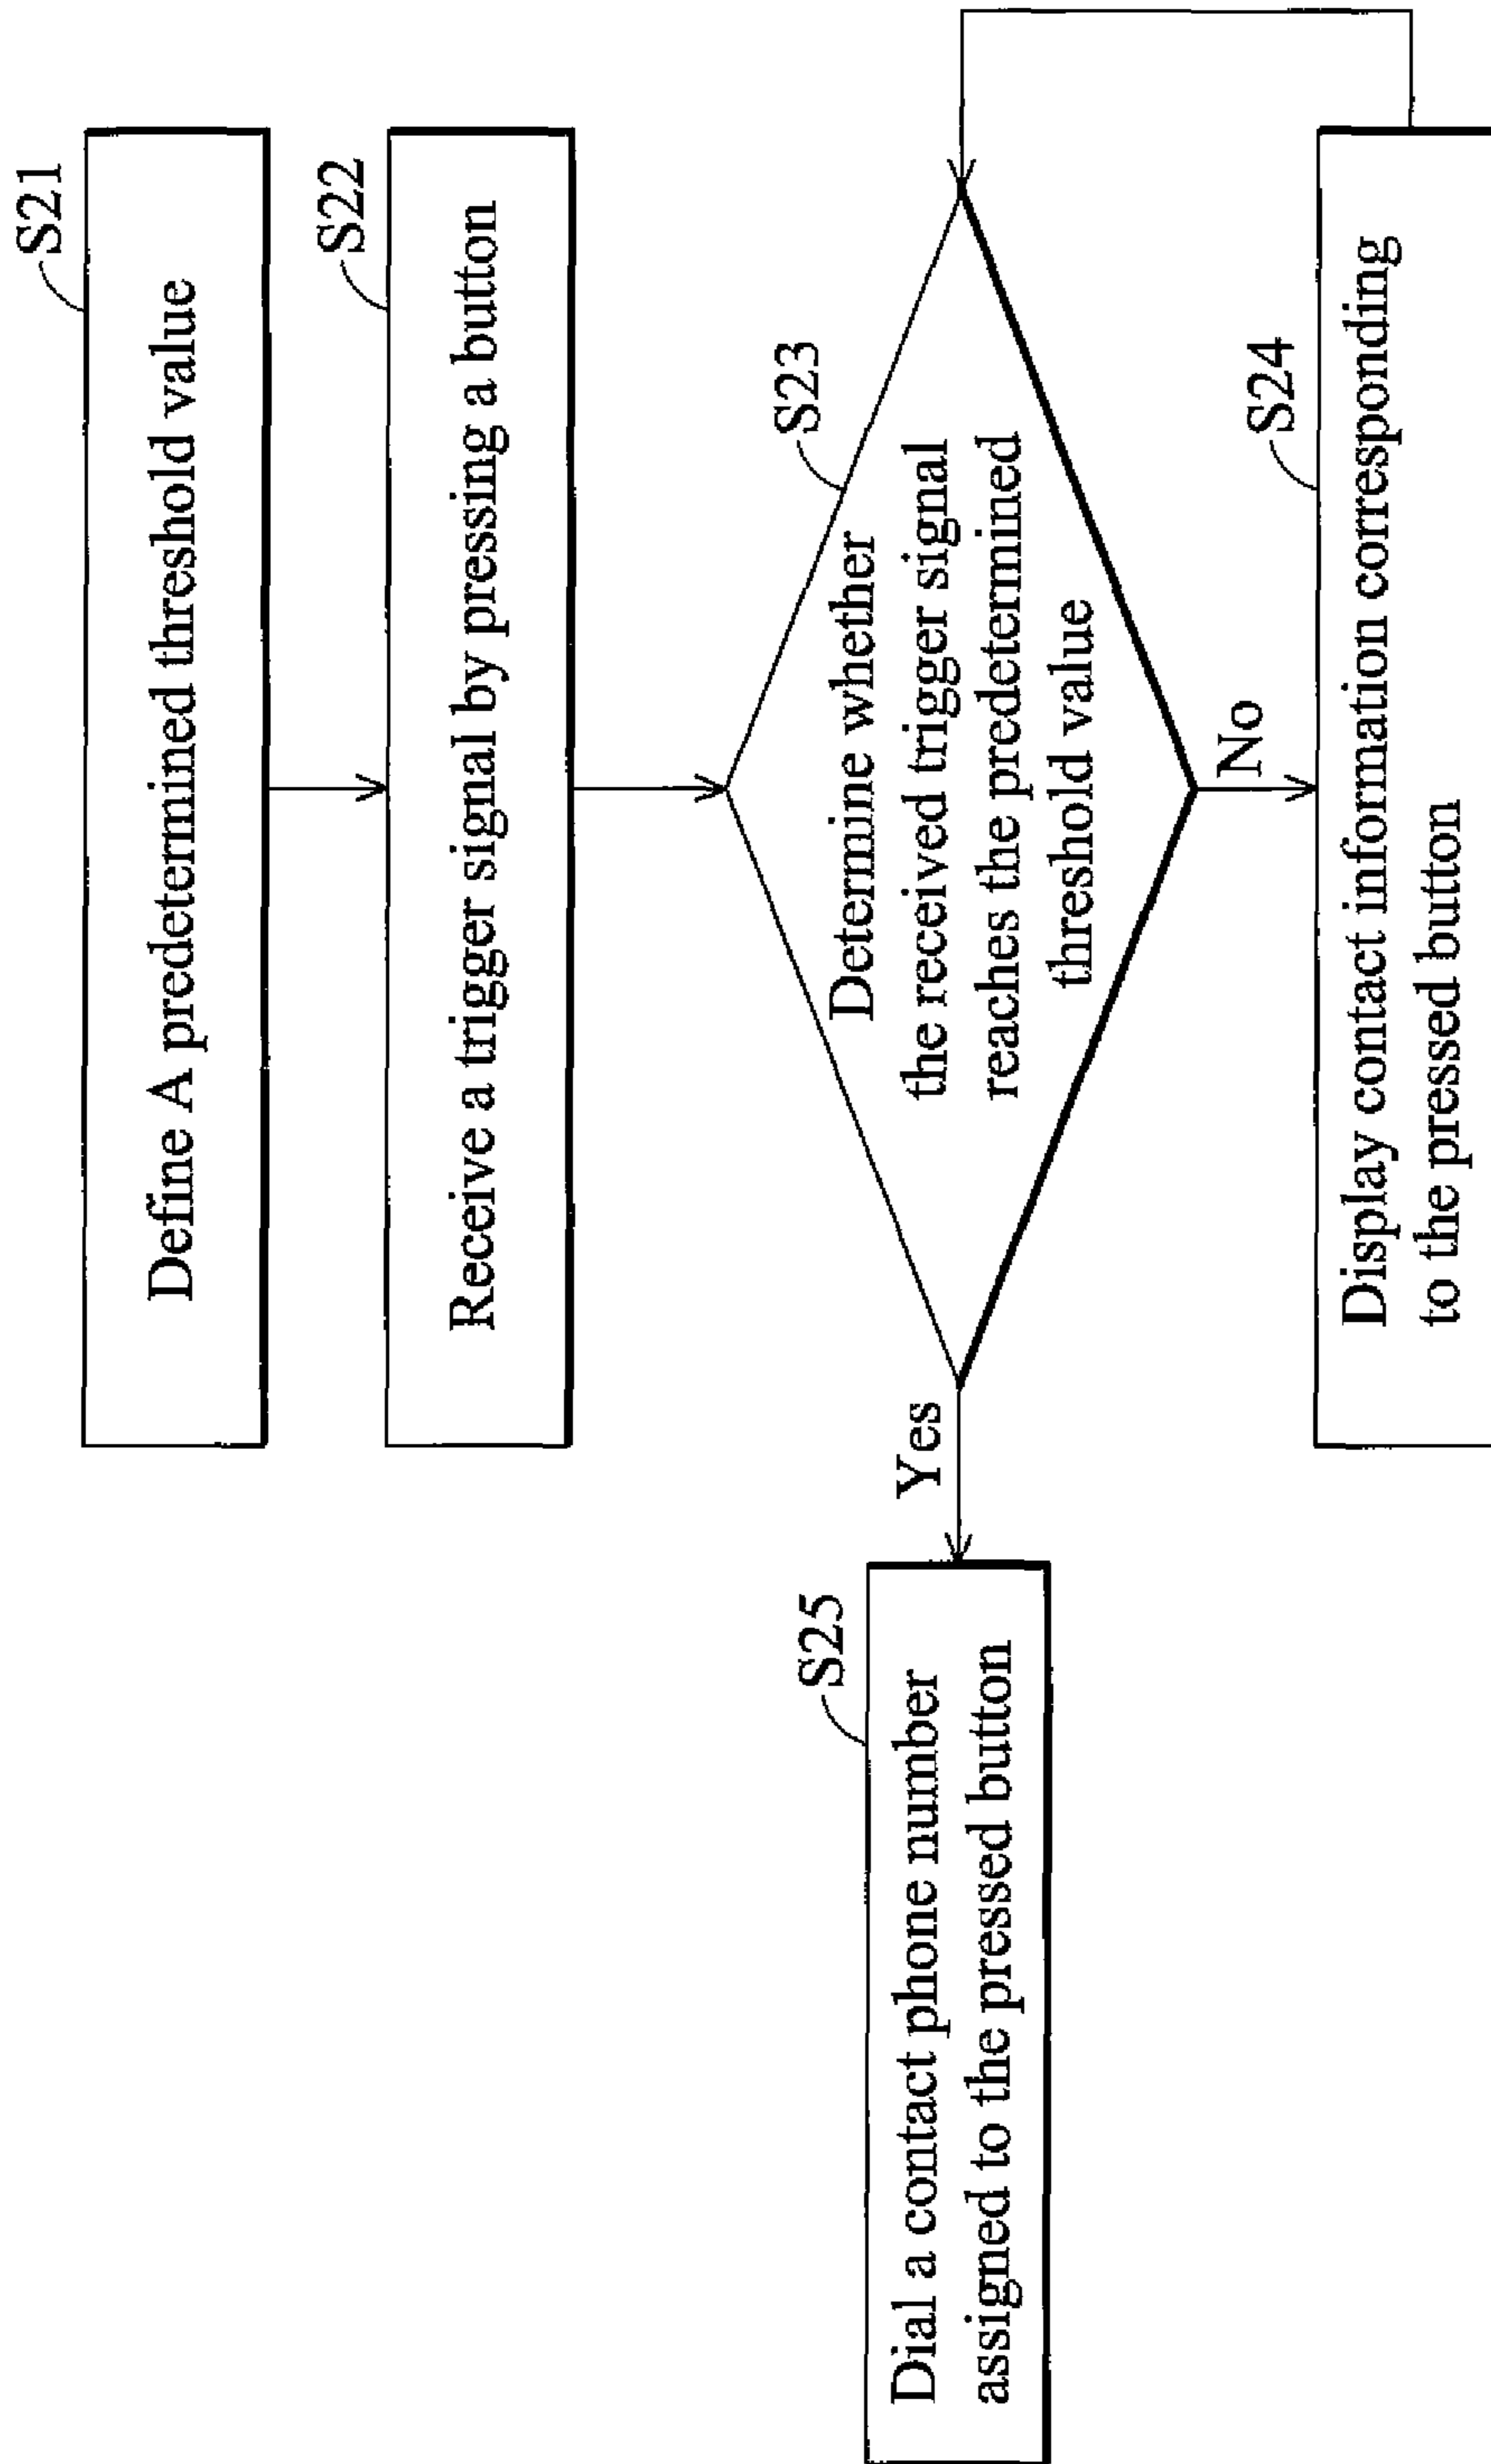 S21
Define A predetermined threshold value
S22
Receive a trigger signal by pressing a button
S23
Determine whether
the received trigger signal
reaches the predetermined
threshold value
Yes
No
S24
Display contact information corresponding
to the pressed button
S25
Dial a contact phone number
assigned to the pressed button